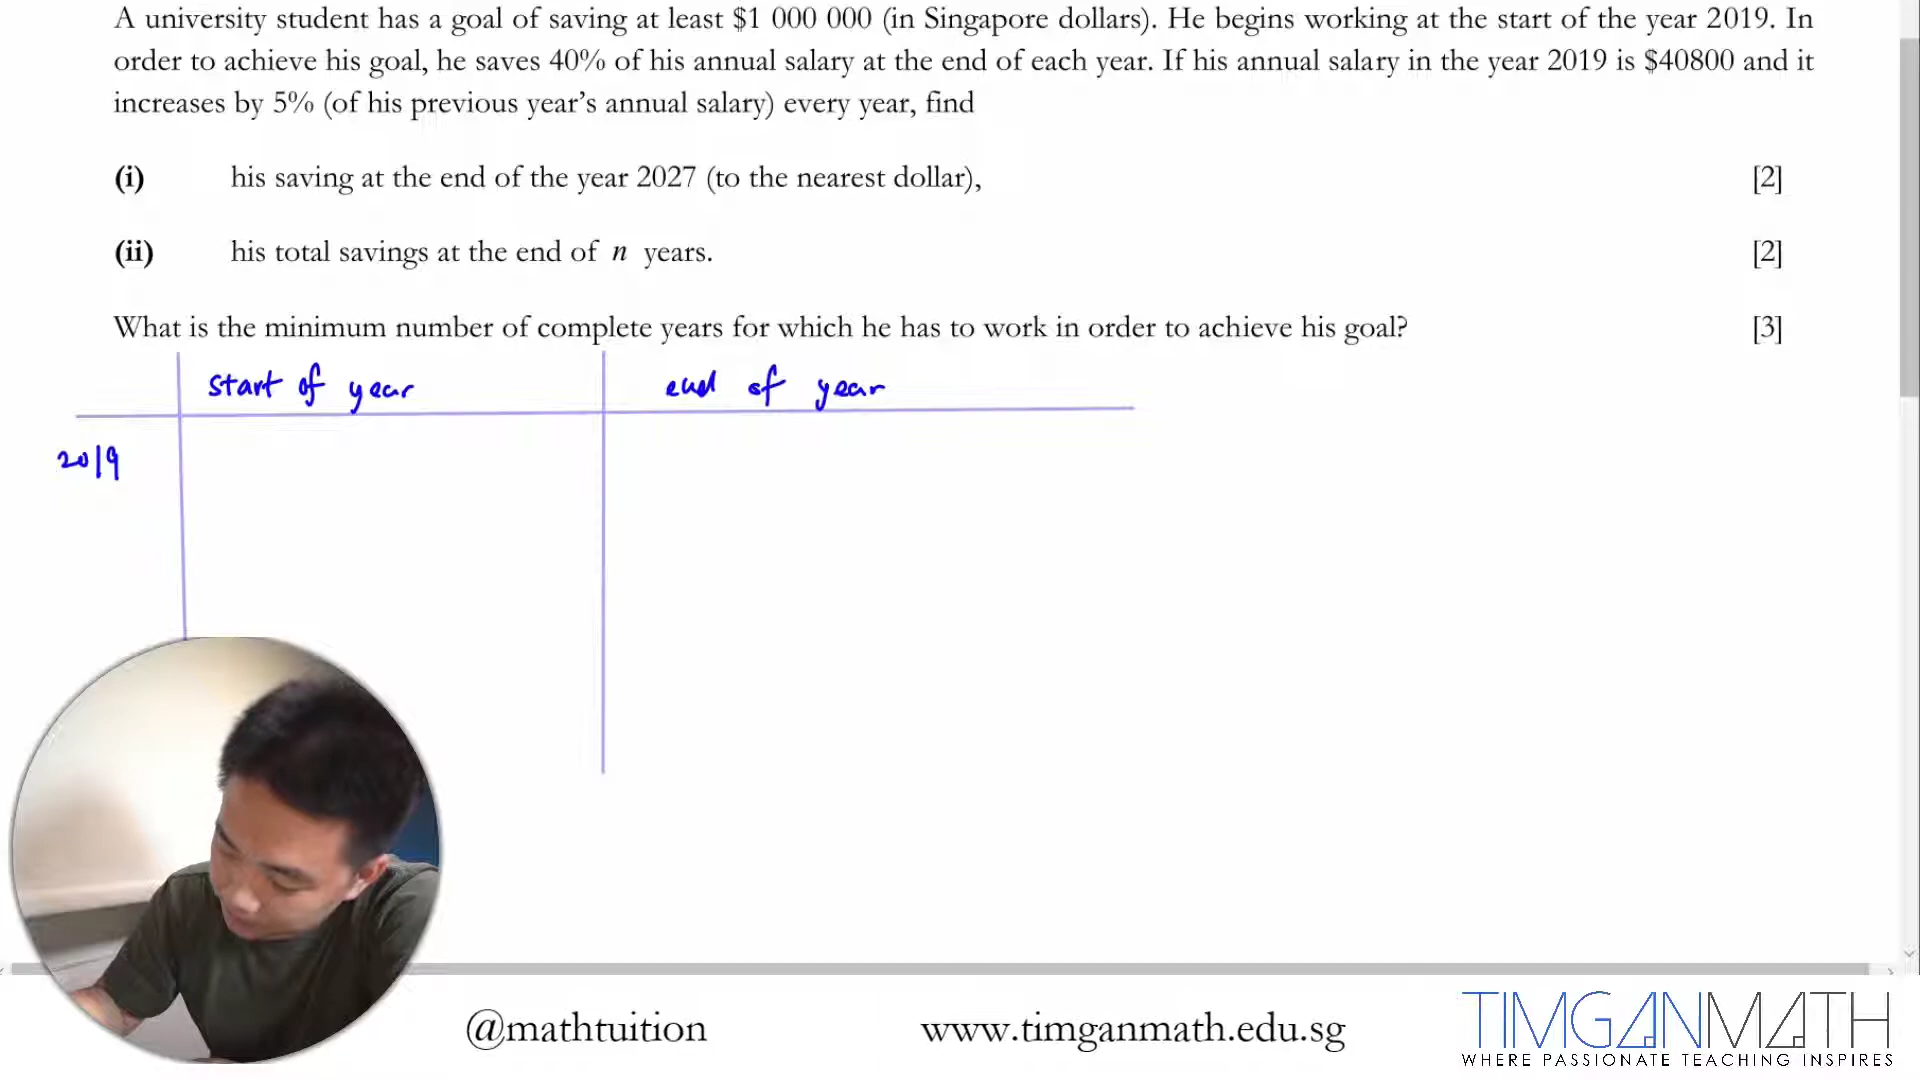 A university student has a goal of saving at least $1 000 000 (in Singapore dollars). He begins working at the start of the year 2019. In
order to achieve his goal, he saves 40% of his annual salary at the end of each year. If his annual salary in the year 2019 is $40800 and it
increases by 5% (of his previous year's annual salary) every year, find
(i) his saving at the end of the year 2027 (to the nearest dollar), [2]
(ii) his total savings at the end of n years. [2]
What is the minimum number of complete years for which he has to work in order to achieve his goal? [3]
start of year end of year
2019
@mathtuition www.timganmath.edu.sg TIMGANMATH
WHERE PASSIONATE TEACHING INSPIRES